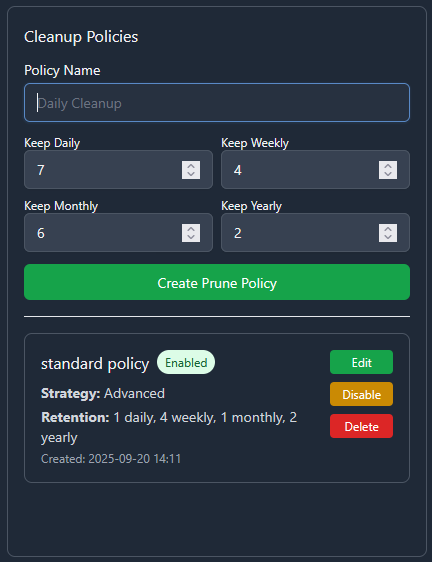 Cleanup Policies
Policy Name
Daily Cleanup
Keep Daily Keep Weekly
7 4
Keep Monthly Keep Yearly
6 2
Create Prune Policy
standard policy Enabled Edit
Strategy: Advanced Disable
Retention: 1 daily, 4 weekly, 1 monthly, 2 Delete
yearly
Created: 2025-09-20 14:11